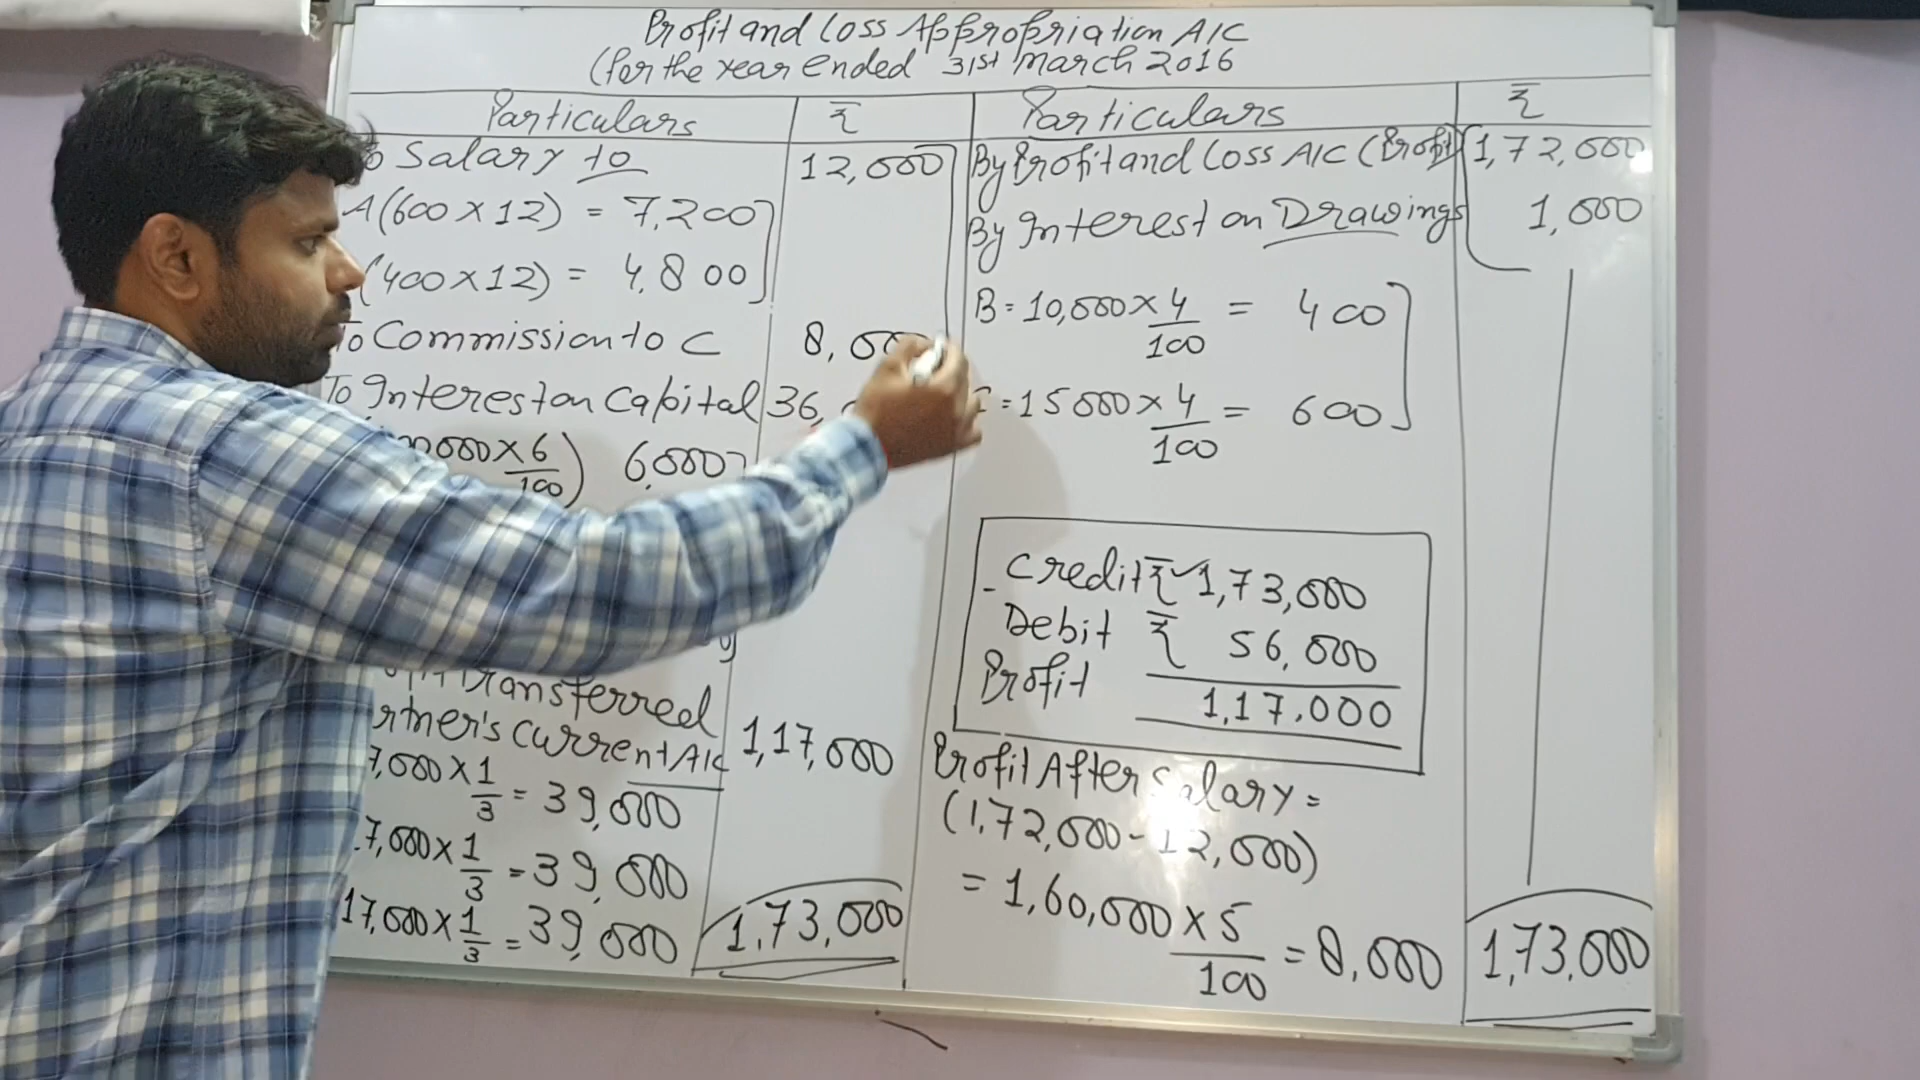 Profit and Loss Appropriation A/C
(for the Year ended 31st March 2016
Particulars ₹ Particulars ₹
To Salary to 12,000 By Profit and Loss A/C (Profit) 1,72,000
A (600 X 12) = 7,200 By Interest on Drawings 1,000
(400 X 12) = 4,800 B = 10,000 X 4/100 = 400
To Commission to C 8,000
To Interest on Capital 36, = 15000 X 4/100 = 600
000 X 6/100) 6,000
Credit ₹ 1,73,000
Debit ₹ 56,000
Profit 1,17,000
Transferred
rtner's Current A/c 1,17,000 Profit After Salary =
7,000 X 1/3 = 39,000 (1,72,000 - 12,000)
7,000 X 1/3 = 39,000 = 1,60,000 X 5/100 = 8,000
17,000 X 1/3 = 39,000 1,73,000 1,73,000